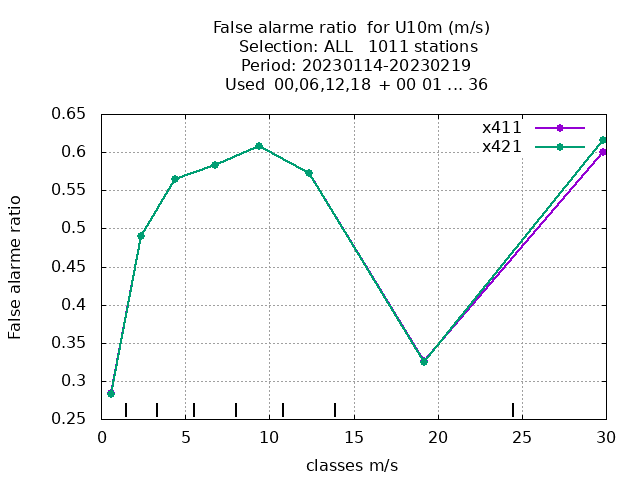 False alarme ratio  for U10m (m/s)
Selection: ALL   1011 stations
Period: 20230114-20230219
Used  00,06,12,18  + 00 01 ... 36
x411
x421
False alarme ratio
0.65
0.6
0.55
0.5
0.45
0.4
0.35
0.3
0.25
0 5 10 15 20 25 30
classes m/s